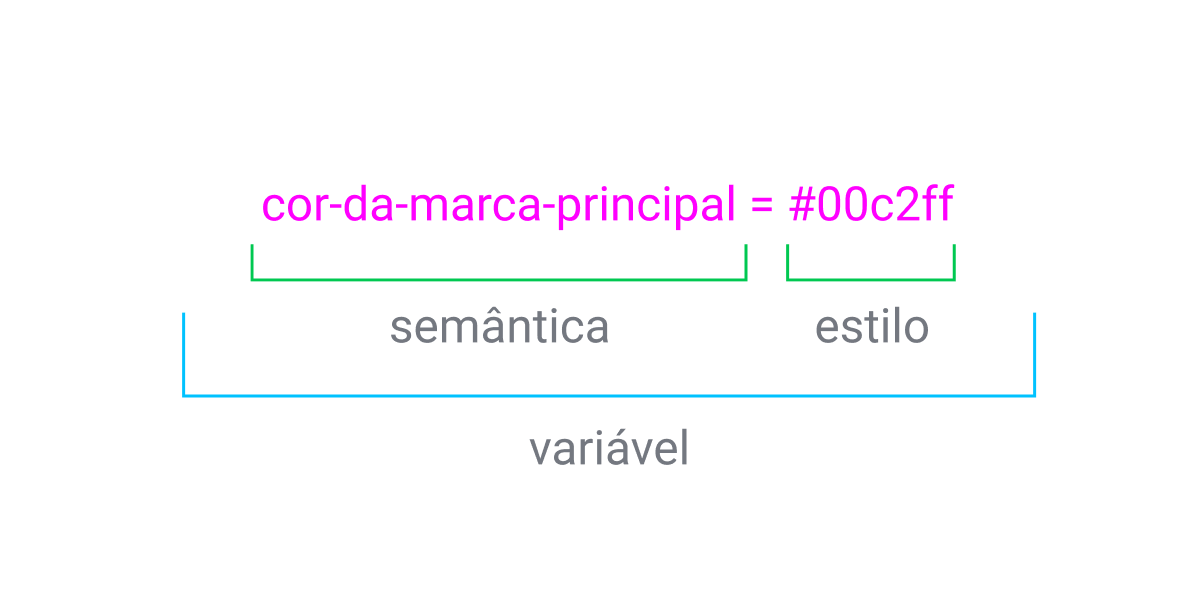 cor-da-marca-principal = #00c2ff
semântica estilo
variável